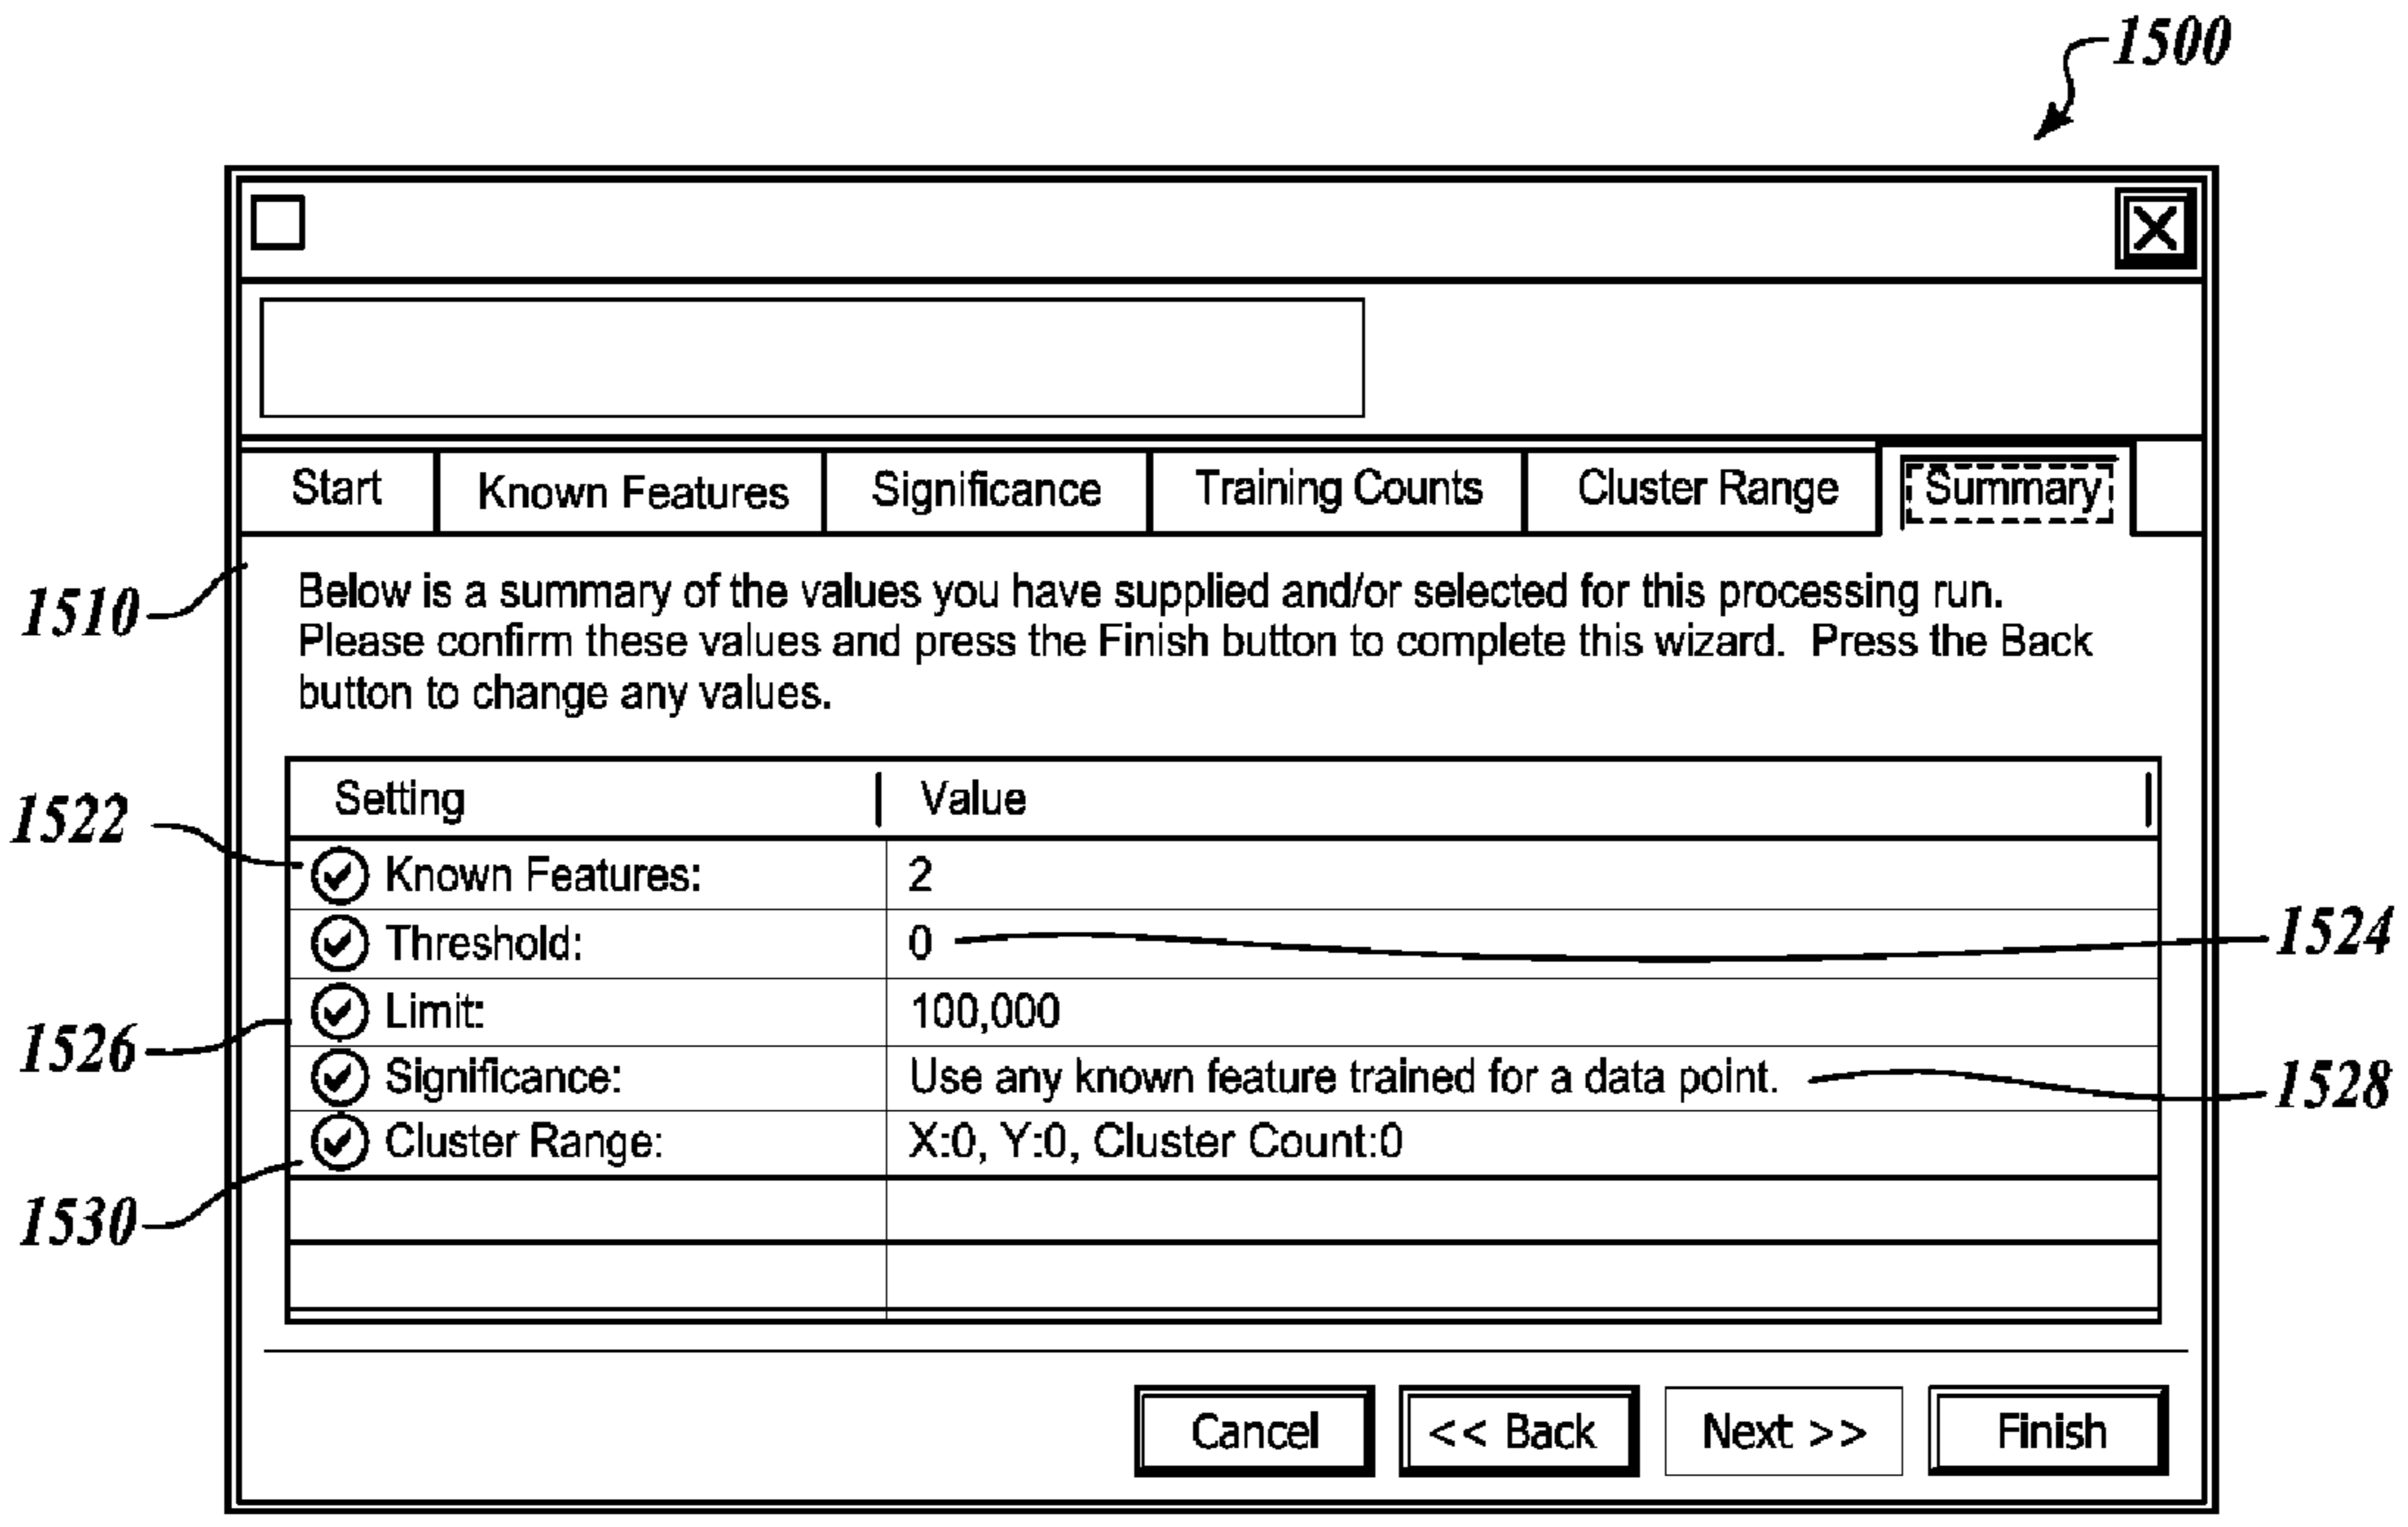 1500
Start Known Features Significance Training Counts Cluster Range Summary
1510
Below is a summary of the values you have supplied and/or selected for this processing run.
Please confirm these values and press the Finish button to complete this wizard. Press the Back
button to change any values.
Setting Value
1522
Known Features: 2
Threshold: 0
1524
Limit: 100,000
1526
Significance: Use any known feature trained for a data point.
1528
Cluster Range: X:0, Y:0, Cluster Count:0
1530
Cancel << Back Next >> Finish